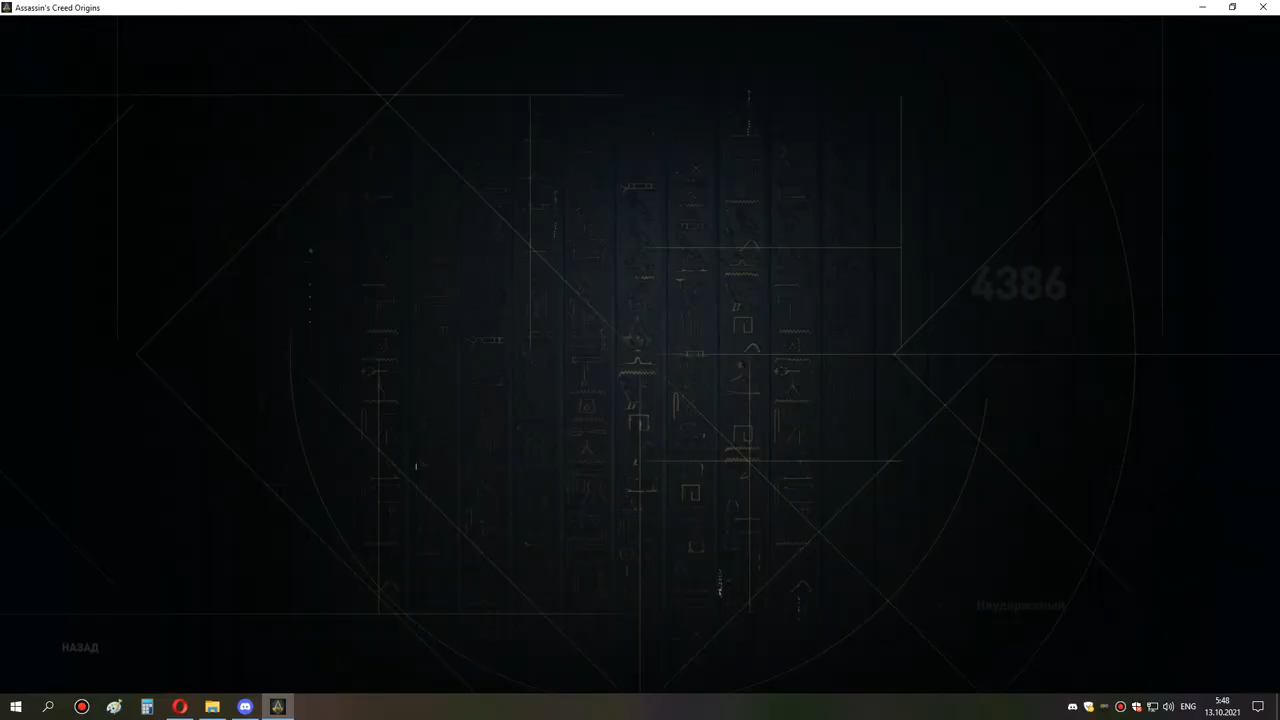 Assassin's Creed Origins
4386
Неудержимый
НАЗАД
ENG
5:48
13.10.2021